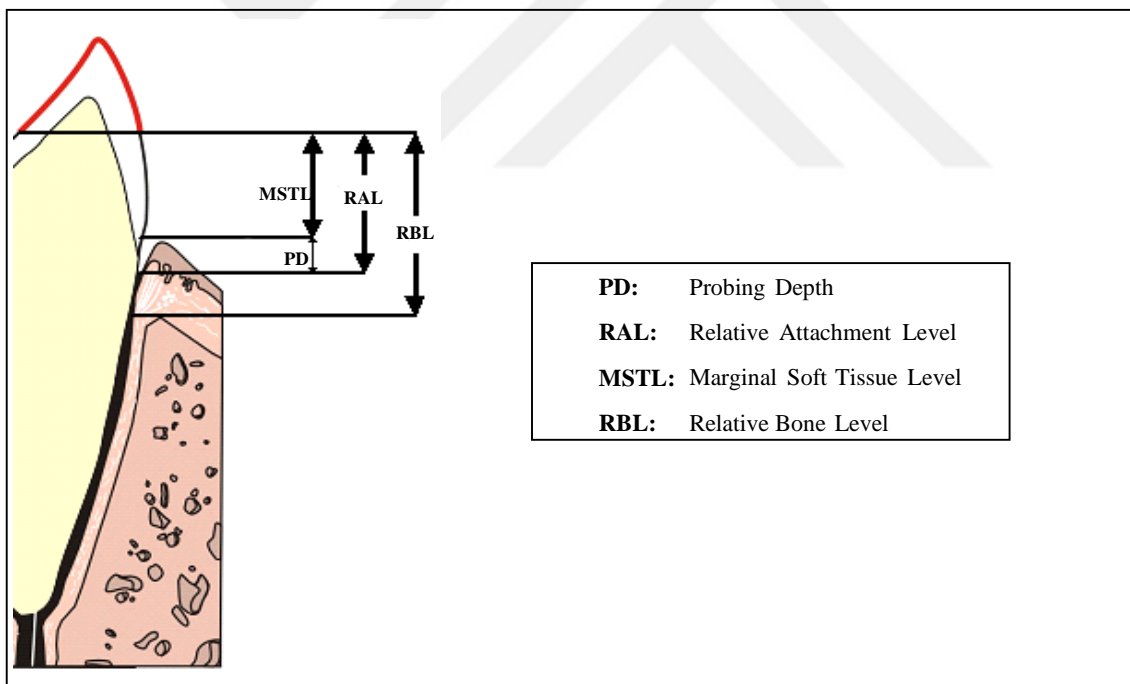 MSTL
RAL
RBL
PD
PD: Probing Depth
RAL: Relative Attachment Level
MSTL: Marginal Soft Tissue Level
RBL: Relative Bone Level